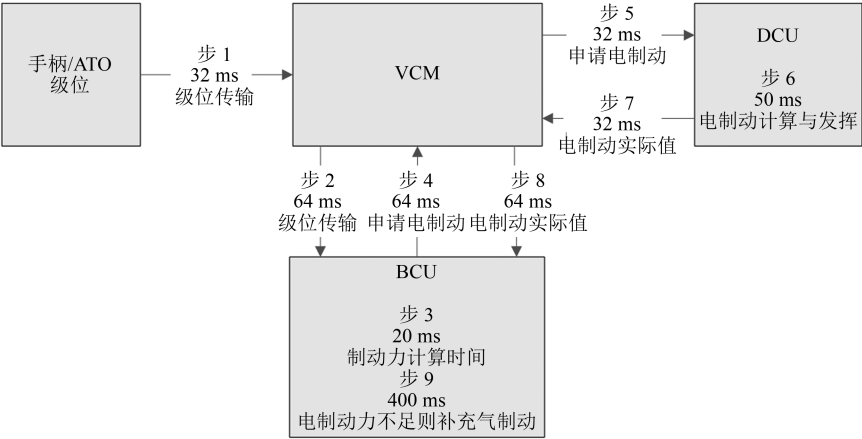 手柄/ATO
级位
步 1
32 ms
级位传输
VCM
步 5
32 ms
申请电制动
DCU
步 6
50 ms
电制动计算与发挥
步 7
32 ms
电制动实际值
步 2
64 ms
级位传输
步 4
64 ms
申请电制动
步 8
64 ms
电制动实际值
BCU
步 3
20 ms
制动力计算时间
步 9
400 ms
电制动力不足则补充气制动